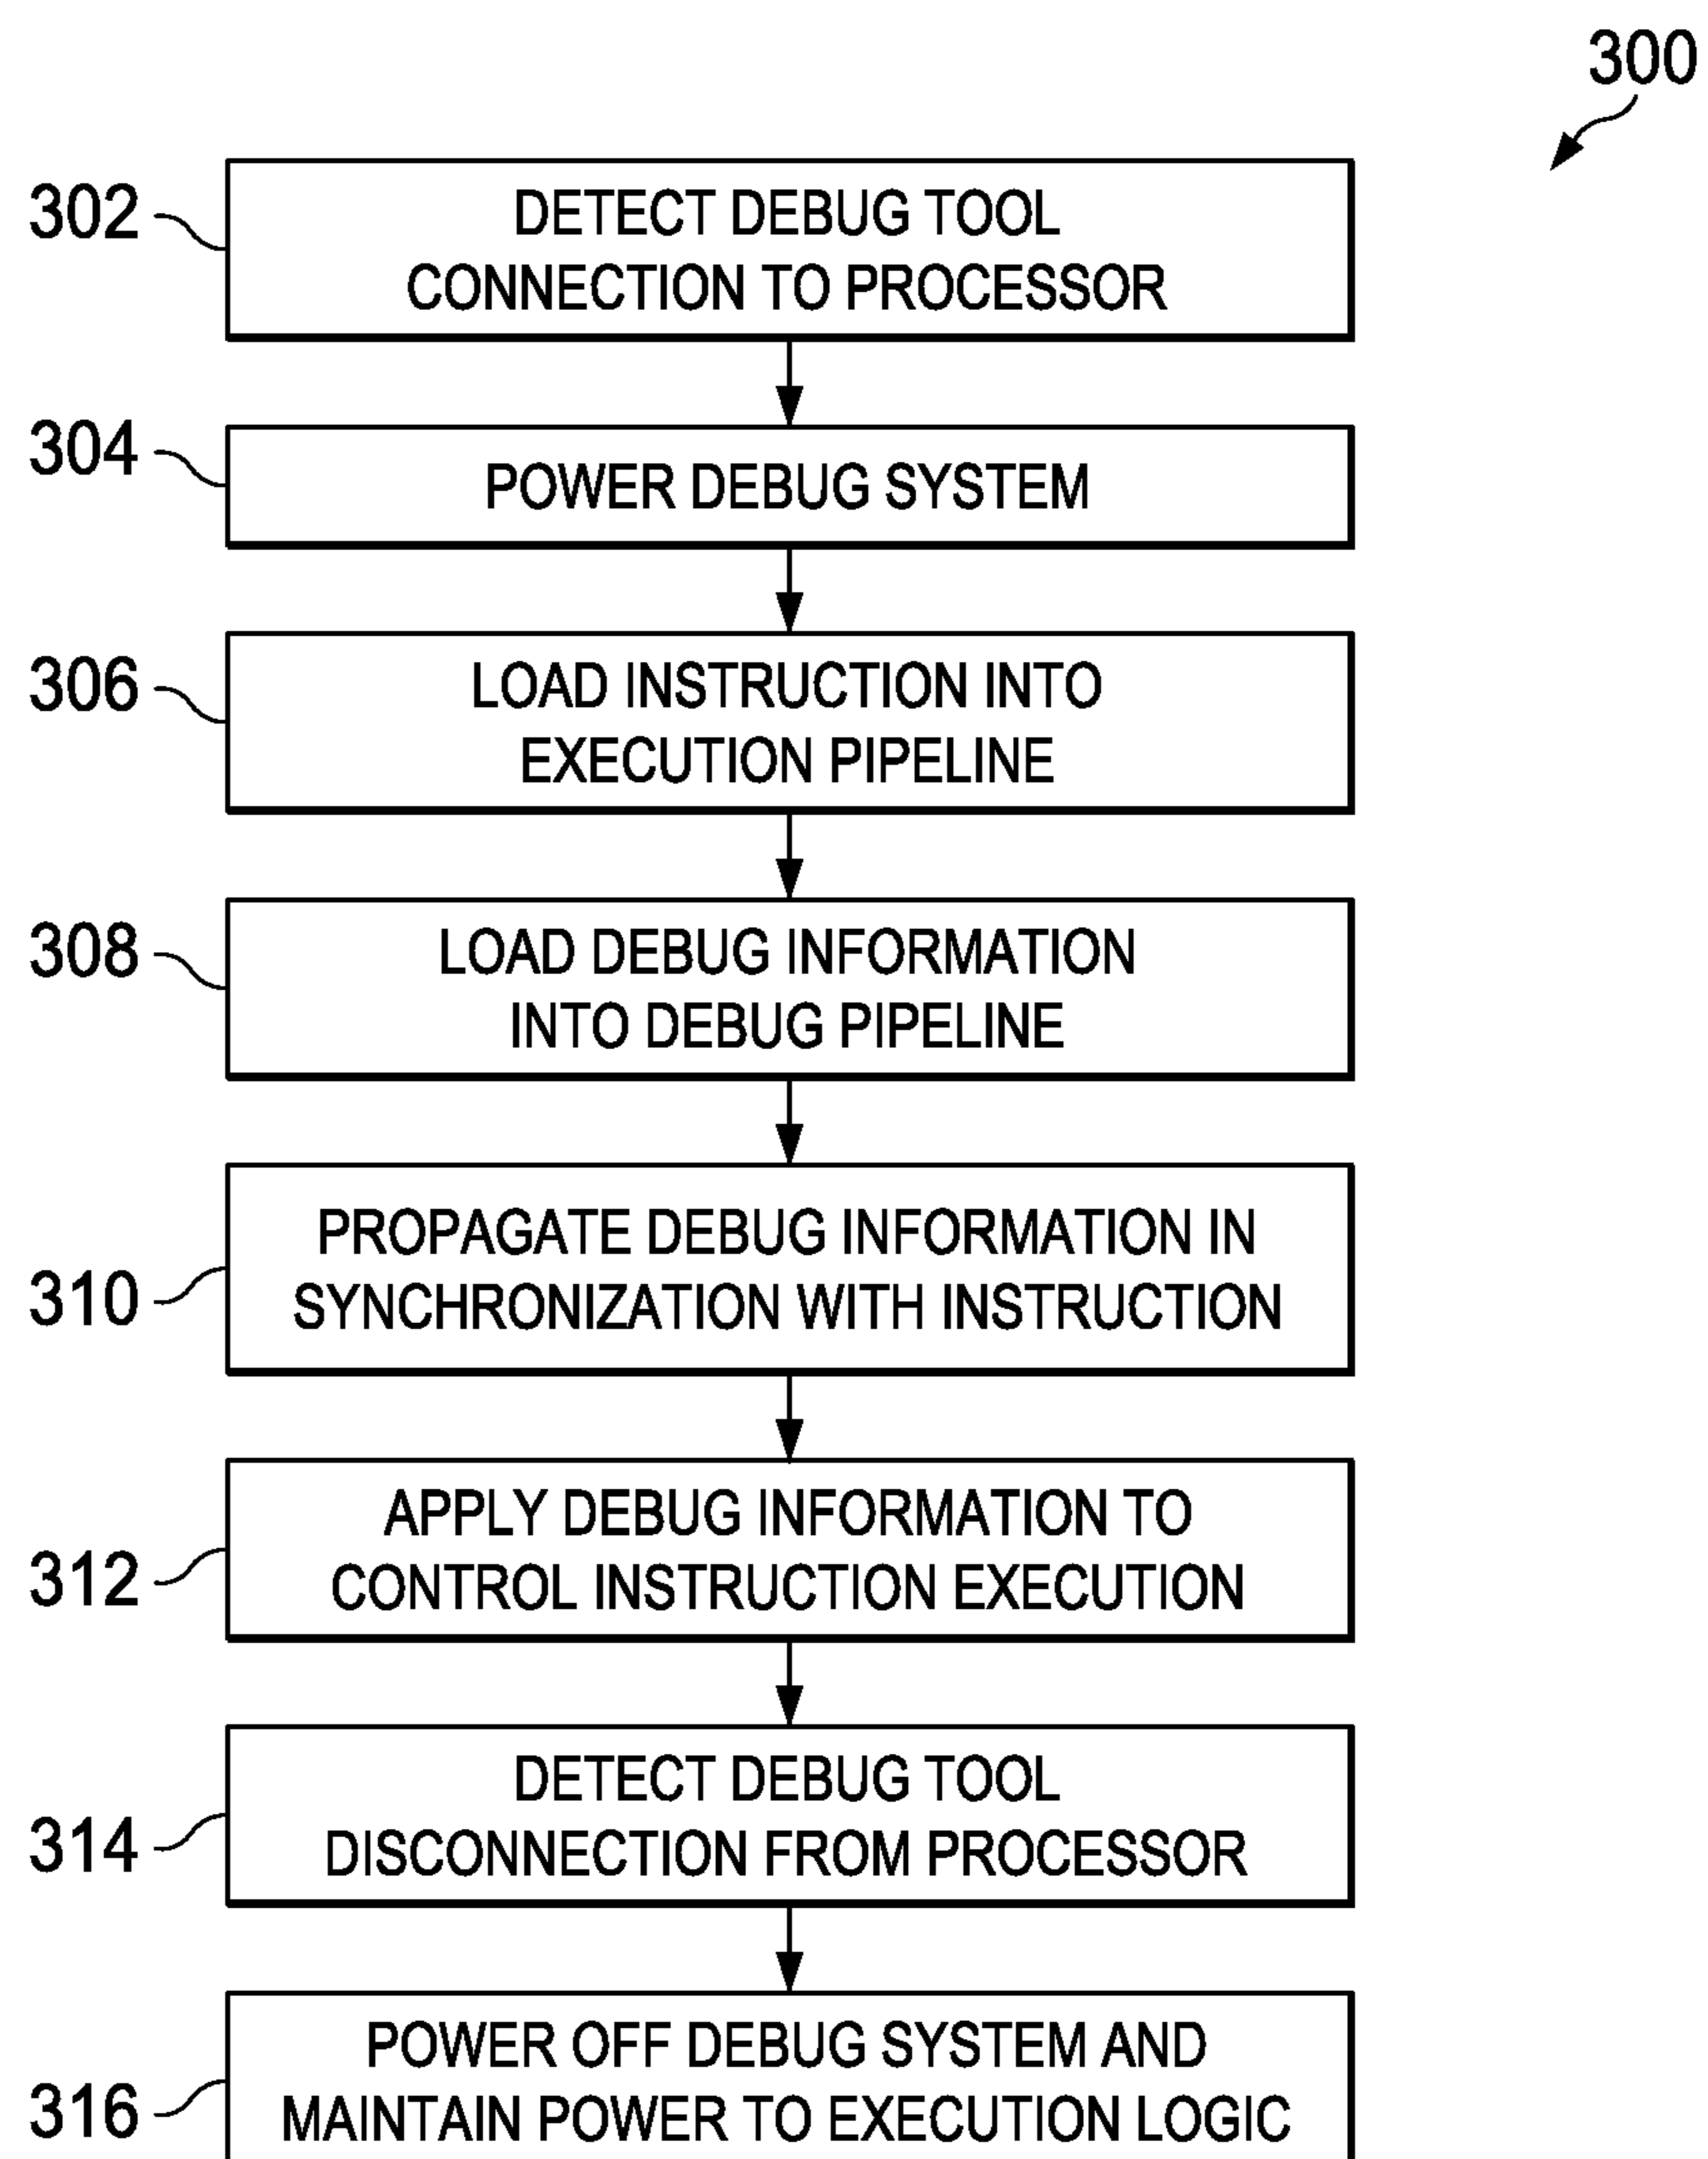 300
302
DETECT DEBUG TOOL
CONNECTION TO PROCESSOR
304
POWER DEBUG SYSTEM
306
LOAD INSTRUCTION INTO
EXECUTION PIPELINE
308
LOAD DEBUG INFORMATION
INTO DEBUG PIPELINE
310
PROPAGATE DEBUG INFORMATION IN
SYNCHRONIZATION WITH INSTRUCTION
312
APPLY DEBUG INFORMATION TO
CONTROL INSTRUCTION EXECUTION
314
DETECT DEBUG TOOL
DISCONNECTION FROM PROCESSOR
316
POWER OFF DEBUG SYSTEM AND
MAINTAIN POWER TO EXECUTION LOGIC